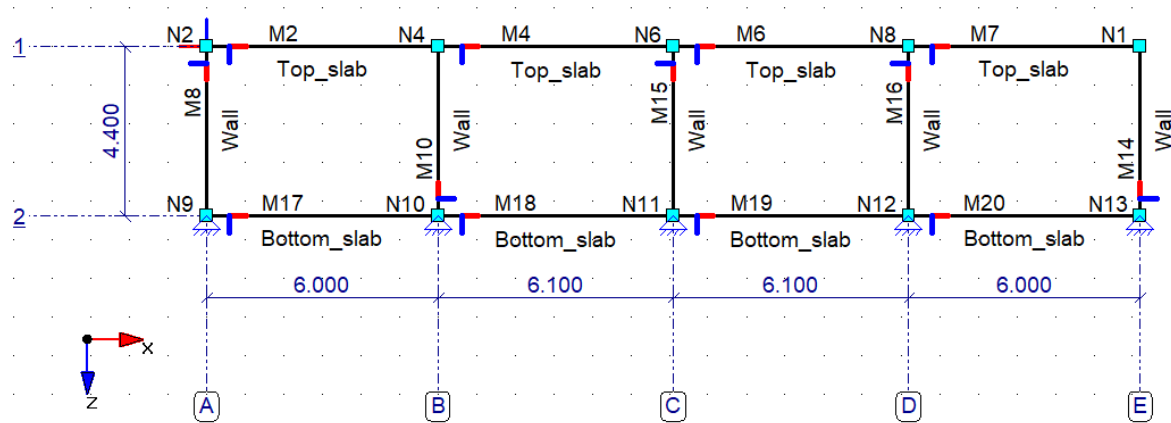 N2 M2 N4 M4 N6 M6 N8 M7 N1
1
Top_slab Top_slab Top_slab Top_slab
M8 Wall M10 Wall M15 Wall M16 Wall M14 Wall
4.400
N9 M17 N10 M18 N11 M19 N12 M20 N13
2
Bottom_slab Bottom_slab Bottom_slab Bottom_slab
6.000 6.100 6.100 6.000
x
z
A B C D E